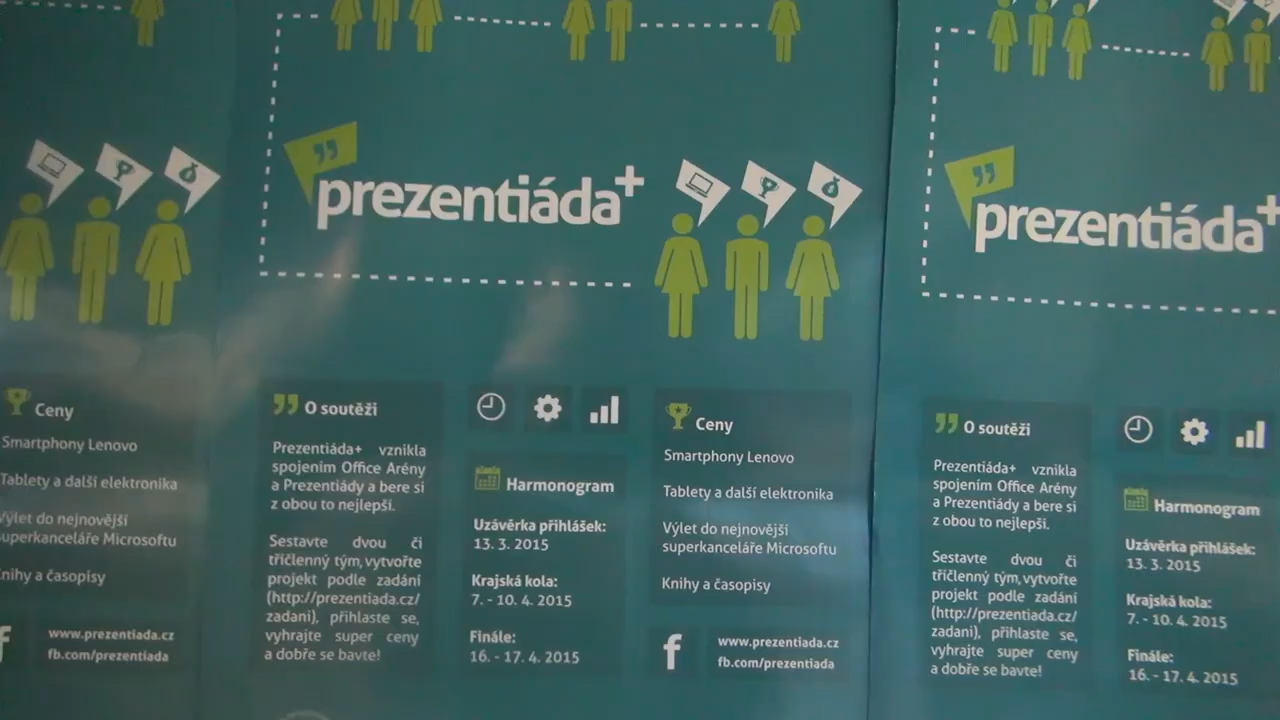 Ceny
Smartphony Lenovo
Tablety a další elektronika
Výlet do nejnovější
superkanceláře Microsoftu
Knihy a časopisy
f
www.prezentiada.cz
fb.com/prezentiada
prezentiáda+
O soutěži
Prezentiáda+ vznikla
spojením Office Arény
a Prezentiády a bere si
z obou to nejlepší.
Sestavte dvou či
tříčlenný tým, vytvořte
projekt podle zadání
(http://prezentiada.cz/
zadani), přihlaste se,
vyhrajte super ceny
a dobře se bavte!
Harmonogram
Uzávěrka přihlášek:
13. 3. 2015
Krajská kola:
7. - 10. 4. 2015
Finále:
16. - 17. 4. 2015
Ceny
Smartphony Lenovo
Tablety a další elektronika
Výlet do nejnovější
superkanceláře Microsoftu
Knihy a časopisy
f
www.prezentiada.cz
fb.com/prezentiada
prezentiáda+
O soutěži
Prezentiáda+ vznikla
spojením Office Arény
a Prezentiády a bere si
z obou to nejlepší.
Sestavte dvou či
tříčlenný tým, vytvořte
projekt podle zadání
(http://prezentiada.cz/
zadani), přihlaste se,
vyhrajte super ceny
a dobře se bavte!
Harmonogram
Uzávěrka přihlášek:
13. 3. 2015
Krajská kola:
7. - 10. 4. 2015
Finále:
16. - 17. 4. 2015